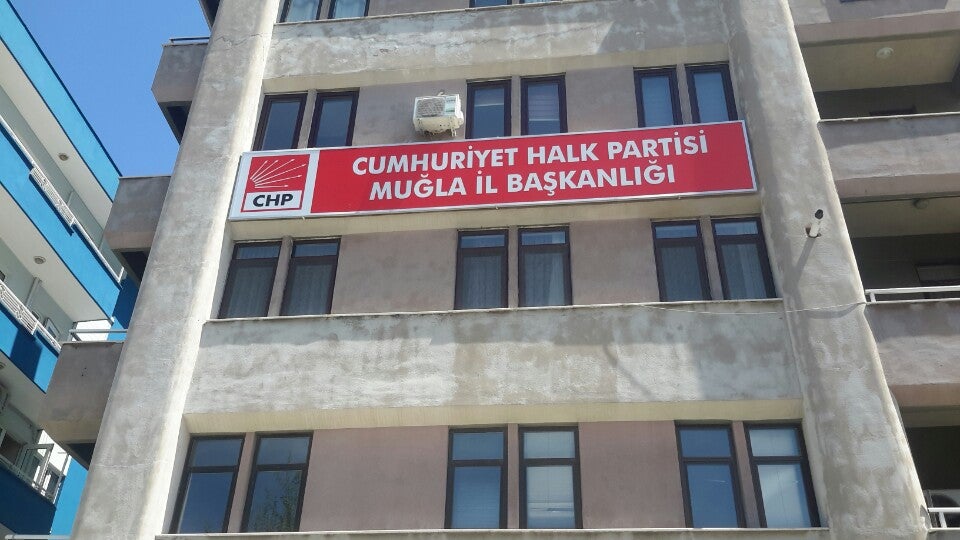 CUMHURİYET HALK PARTİSİ
MUĞLA İL BAŞKANLIĞI
CHP